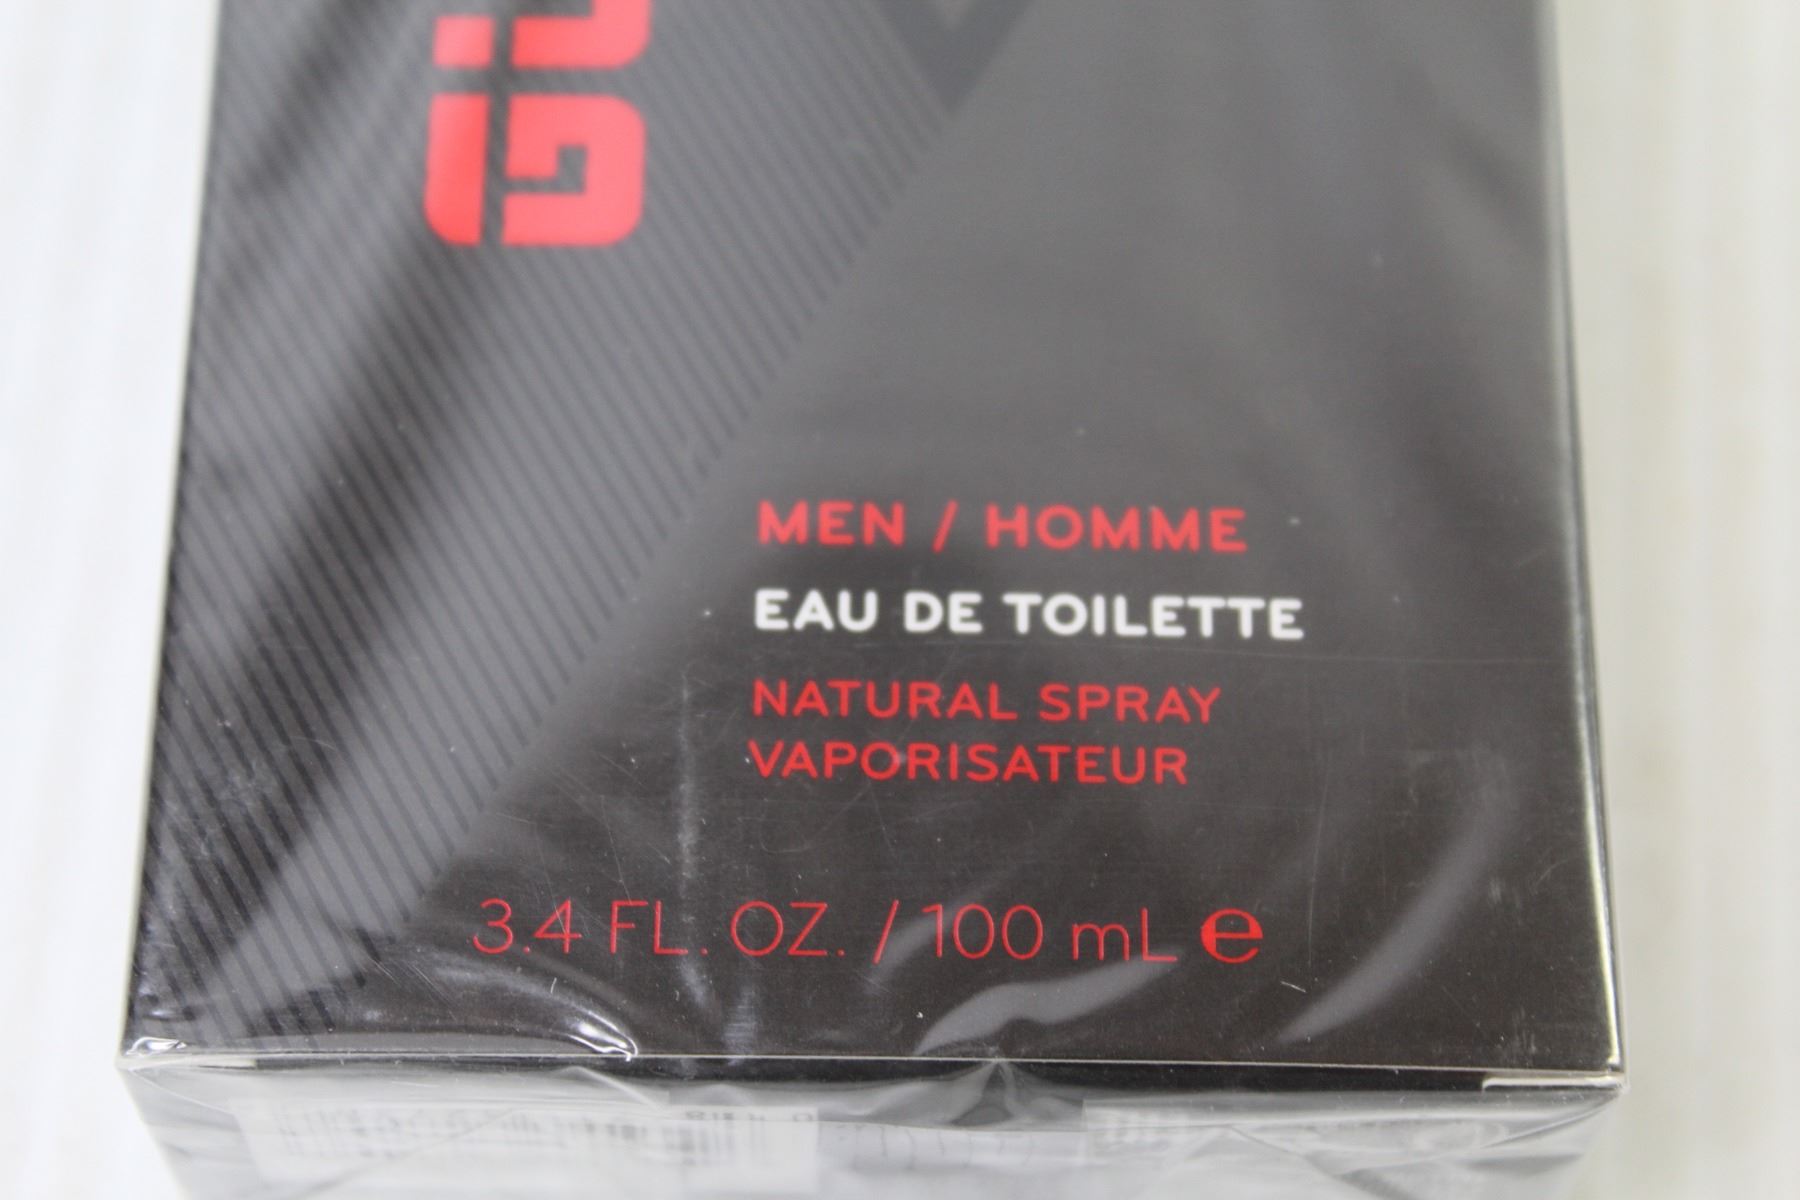 G
MEN / HOMME
EAU DE TOILETTE
NATURAL SPRAY
VAPORISATEUR
3.4 FL. OZ. / 100 mL ℮